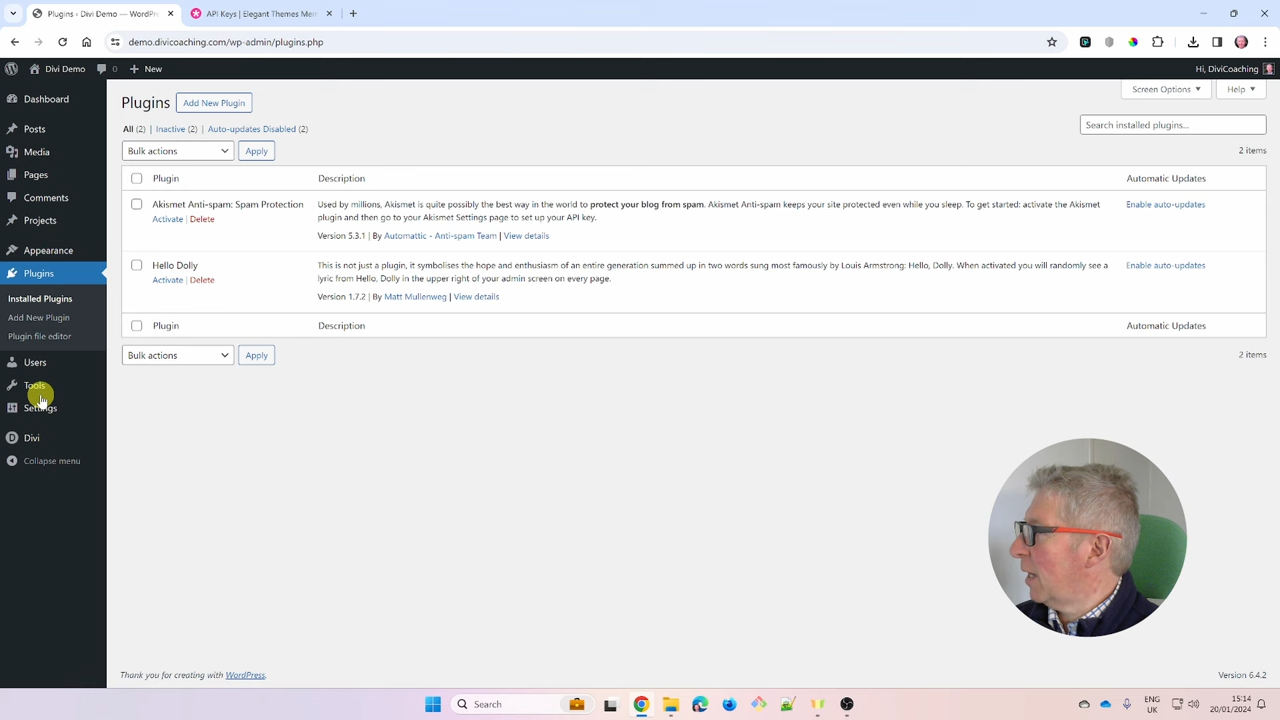 Plugins ‹ Divi Demo — WordPre
API Keys | Elegant Themes Mem
demo.divicoaching.com/wp-admin/plugins.php
Divi Demo
0
New
Hi, DiviCoaching
Dashboard
Posts
Media
Pages
Comments
Projects
Appearance
Plugins
Installed Plugins
Add New Plugin
Plugin file editor
Users
Tools
Settings
Divi
Collapse menu
Screen Options
Help
Plugins
Add New Plugin
All (2) | Inactive (2) | Auto-updates Disabled (2)
Search installed plugins...
Bulk actions
Apply
2 items
Plugin
Description
Automatic Updates
Akismet Anti-spam: Spam Protection
Activate | Delete
Used by millions, Akismet is quite possibly the best way in the world to protect your blog from spam. Akismet Anti-spam keeps your site protected even while you sleep. To get started: activate the Akismet
plugin and then go to your Akismet Settings page to set up your API key.
Version 5.3.1 | By Automattic - Anti-spam Team | View details
Enable auto-updates
Hello Dolly
Activate | Delete
This is not just a plugin, it symbolises the hope and enthusiasm of an entire generation summed up in two words sung most famously by Louis Armstrong: Hello, Dolly. When activated you will randomly see a
lyric from Hello, Dolly in the upper right of your admin screen on every page.
Version 1.7.2 | By Matt Mullenweg | View details
Enable auto-updates
Plugin
Description
Automatic Updates
Bulk actions
Apply
2 items
Thank you for creating with WordPress.
Version 6.4.2
Search
ENG
UK
15:14
20/01/2024